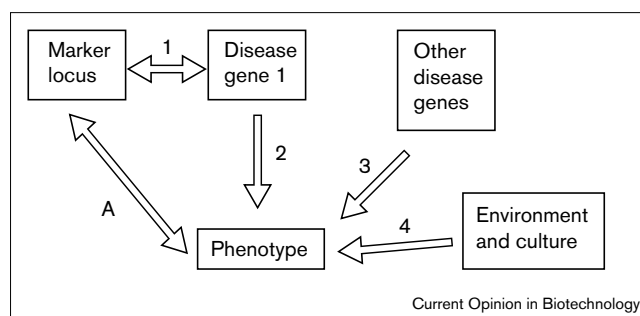 Marker
locus
1
Disease
gene 1
Other
disease
genes
2
3
A
Phenotype
4
Environment
and culture
Current Opinion in Biotechnology